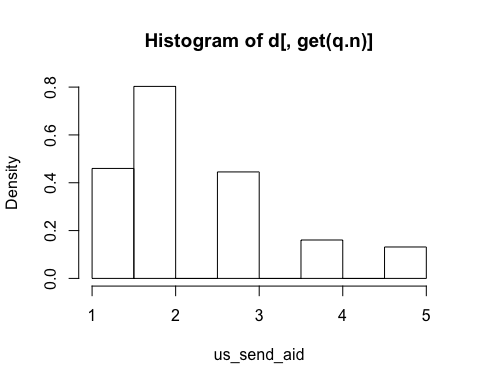 Histogram of d[, get(q.n)]
Density
0.8
0.6
0.4
0.2
0.0
1 2 3 4 5
us_send_aid